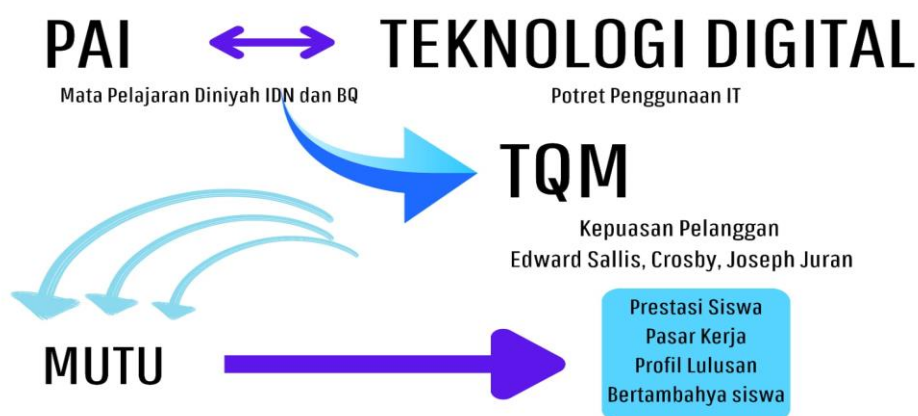 PAI
TEKNOLOGI DIGITAL
Mata Pelajaran Diniyah IDN dan BQ
Potret Penggunaan IT
TQM
Kepuasan Pelanggan
Edward Sallis, Crosby, Joseph Juran
MUTU
Prestasi Siswa
Pasar Kerja
Profil Lulusan
Bertambahya siswa